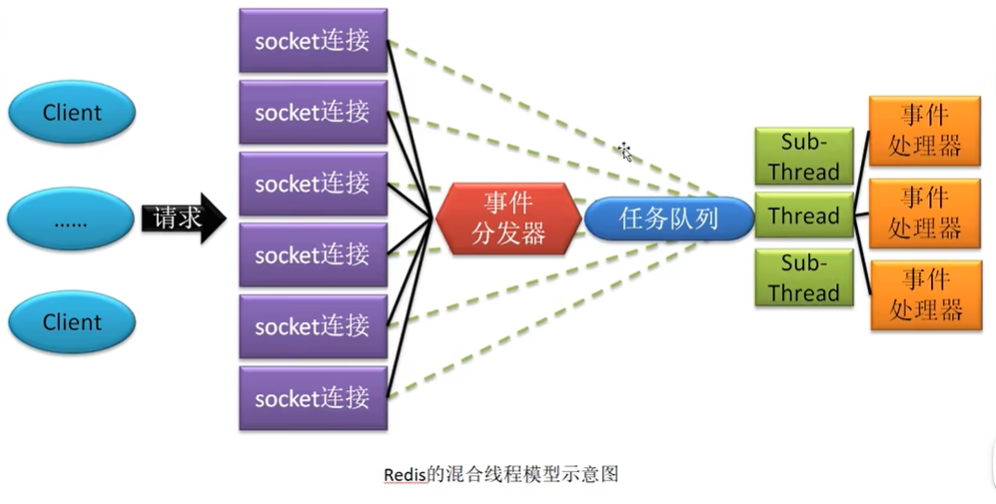 Client
……
Client
请求
socket连接
socket连接
socket连接
socket连接
socket连接
socket连接
事件
分发器
任务队列
Sub-
Thread
Thread
Sub-
Thread
事件
处理器
事件
处理器
事件
处理器
Redis的混合线程模型示意图